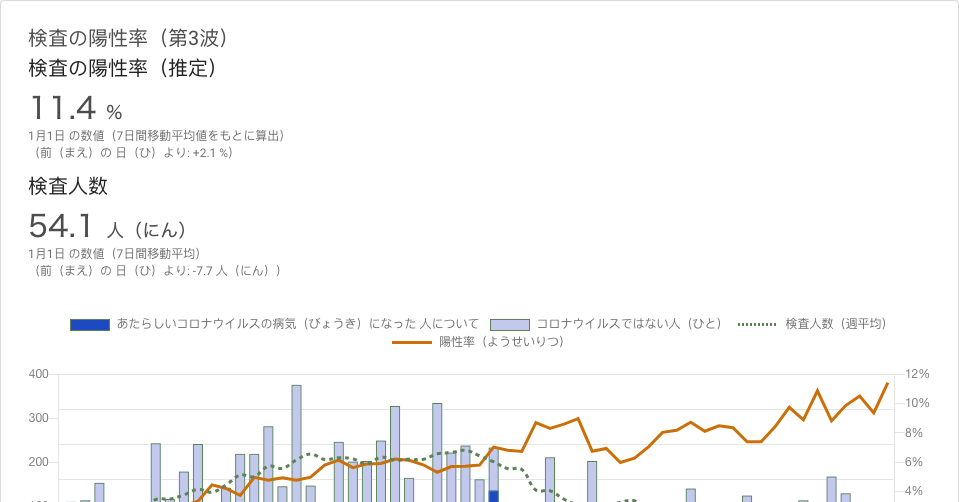 検査の陽性率（第3波）
検査の陽性率（推定）
11.4 %
1月1日 の数値（7日間移動平均値をもとに算出）
（前（まえ）の 日（ひ）より: +2.1 %）
検査人数
54.1 人（にん）
1月1日 の数値（7日間移動平均）
（前（まえ）の 日（ひ）より: -7.7 人（にん））
あたらしいコロナウイルスの病気（びょうき）になった 人について コロナウイルスではない人（ひと） 検査人数（週平均）
陽性率（ようせいりつ）
400 12%
10%
300
8%
200 6%
4%